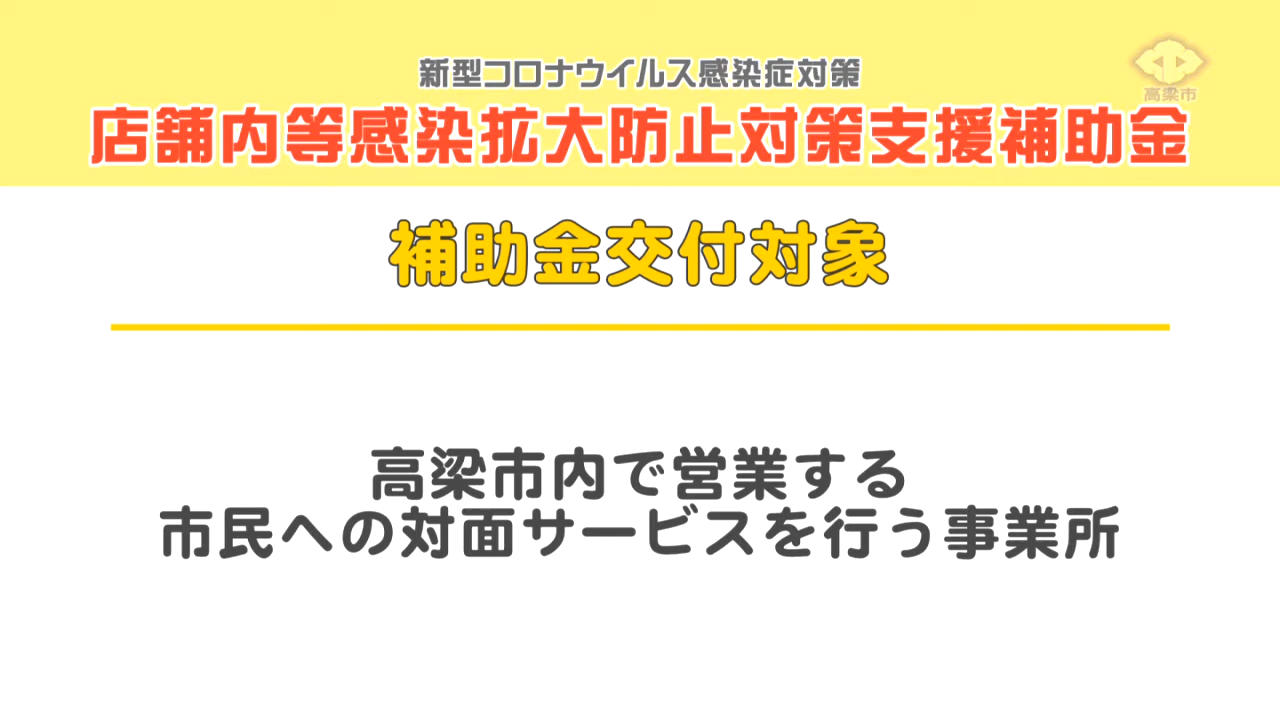 新型コロナウイルス感染症対策
高梁市
店舗内等感染拡大防止対策支援補助金
補助金交付対象
高梁市内で営業する
市民への対面サービスを行う事業所